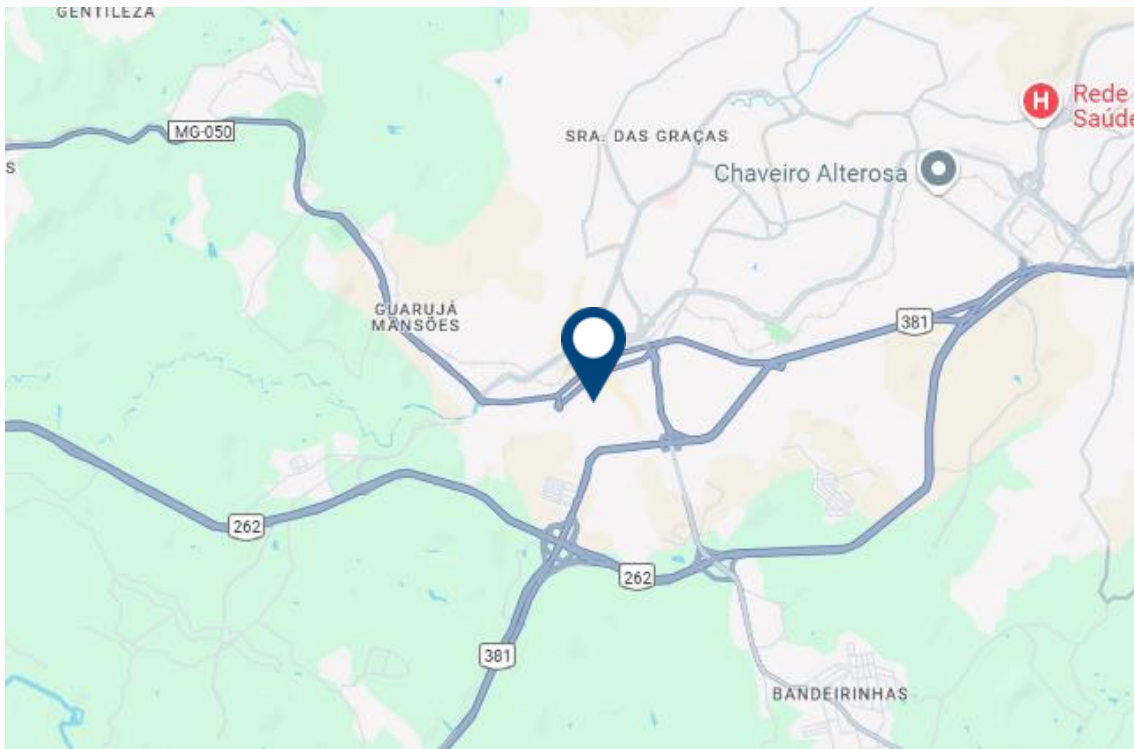 GENTILEZA
MG-050
S
SRA. DAS GRAÇAS
Rede
Saúde
Chaveiro Alterosa
GUARUJÁ
MANSÕES
381
262
262
381
BANDEIRINHAS
H